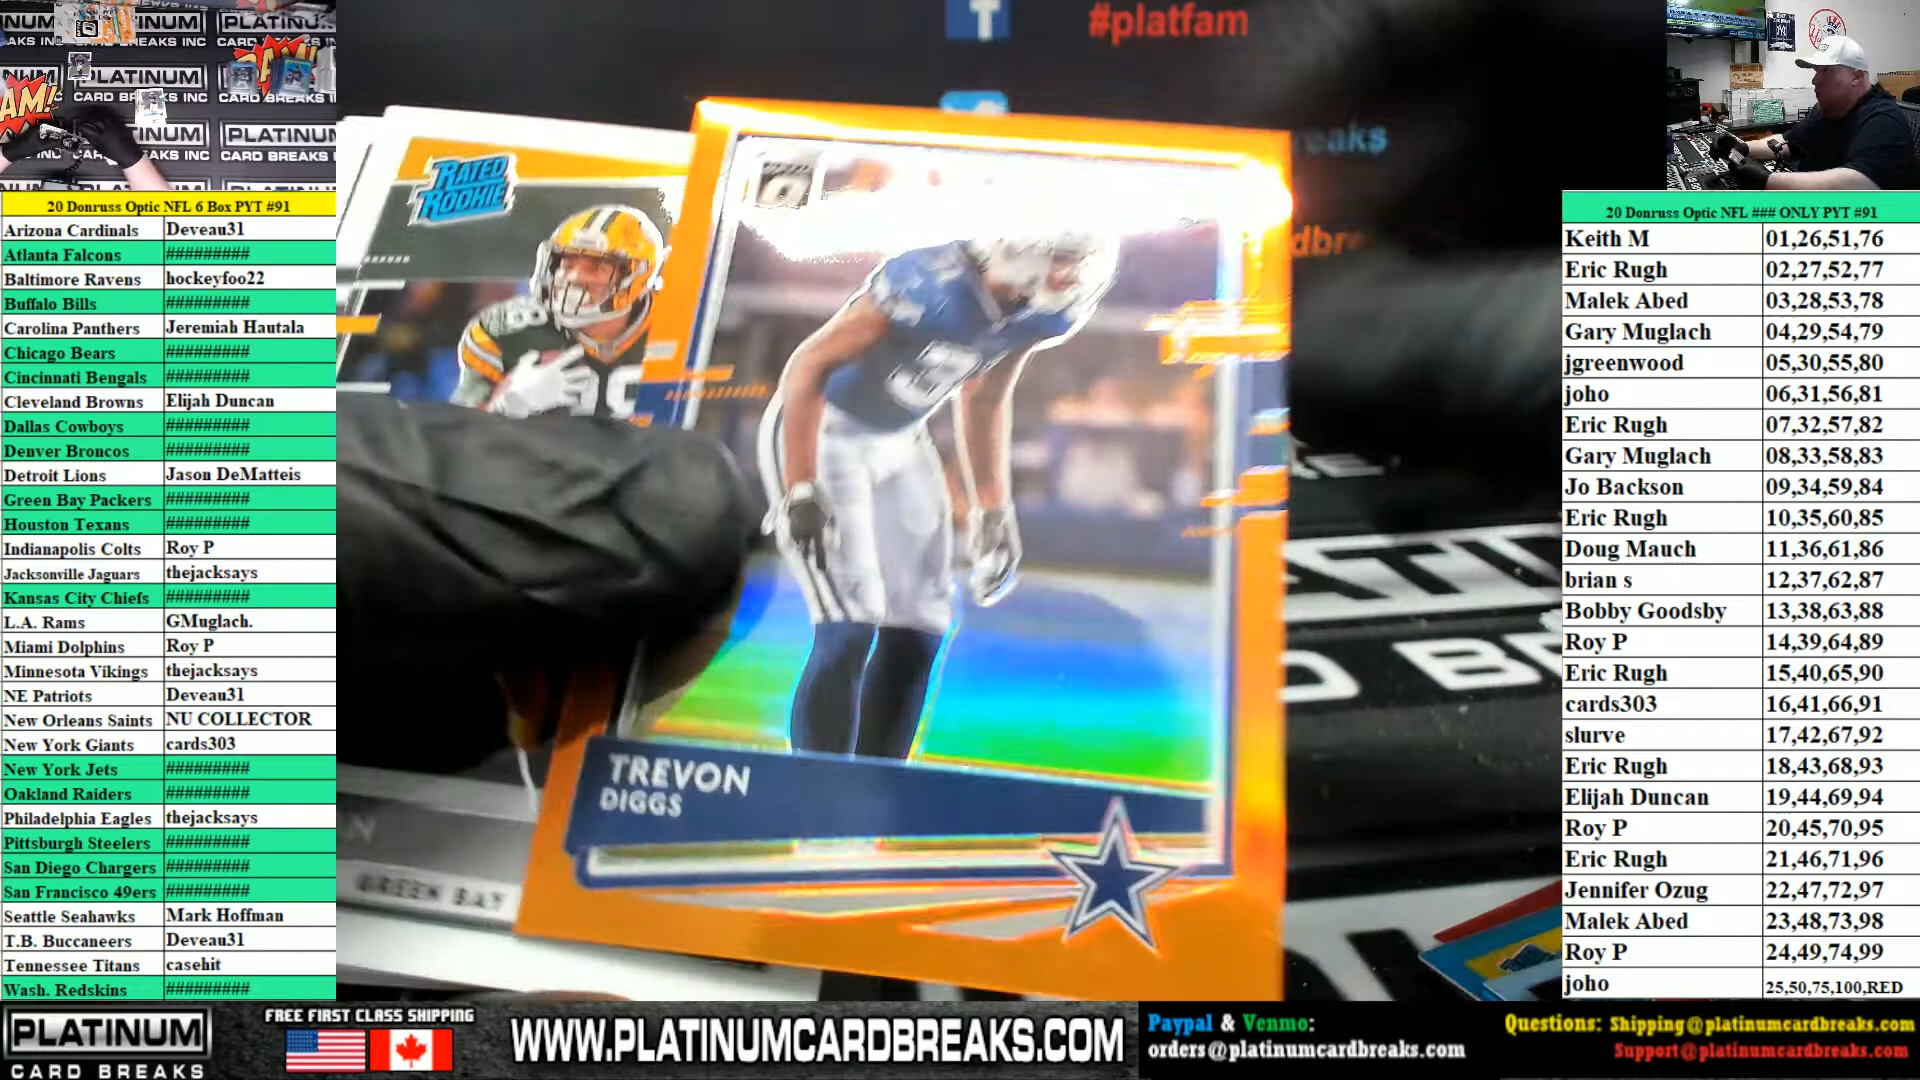 20 Donruss Optic NFL 6 Box PYT #91
Arizona Cardinals Deveau31
Atlanta Falcons #########
Baltimore Ravens hockeyfoo22
Buffalo Bills #########
Carolina Panthers Jeremiah Hautala
Chicago Bears #########
Cincinnati Bengals #########
Cleveland Browns Elijah Duncan
Dallas Cowboys #########
Denver Broncos #########
Detroit Lions Jason DeMatteis
Green Bay Packers #########
Houston Texans #########
Indianapolis Colts Roy P
Jacksonville Jaguars thejacksays
Kansas City Chiefs #########
L.A. Rams GMuglach.
Miami Dolphins Roy P
Minnesota Vikings thejacksays
NE Patriots Deveau31
New Orleans Saints NU COLLECTOR
New York Giants cards303
New York Jets #########
Oakland Raiders #########
Philadelphia Eagles thejacksays
Pittsburgh Steelers #########
San Diego Chargers #########
San Francisco 49ers #########
Seattle Seahawks Mark Hoffman
T.B. Buccaneers Deveau31
Tennessee Titans casehit
Wash. Redskins #########
PLATINUM
CARD BREAKS INC
PLATINUM
PLATINUM
#platfam
RATED
ROOKIE
TREVON
DIGGS
GREEN BAY
20 Donruss Optic NFL ### ONLY PYT #91
Keith M 01,26,51,76
Eric Rugh 02,27,52,77
Malek Abed 03,28,53,78
Gary Muglach 04,29,54,79
jgreenwood 05,30,55,80
joho 06,31,56,81
Eric Rugh 07,32,57,82
Gary Muglach 08,33,58,83
Jo Backson 09,34,59,84
Eric Rugh 10,35,60,85
Doug Mauch 11,36,61,86
brian s 12,37,62,87
Bobby Goodsby 13,38,63,88
Roy P 14,39,64,89
Eric Rugh 15,40,65,90
cards303 16,41,66,91
slurve 17,42,67,92
Eric Rugh 18,43,68,93
Elijah Duncan 19,44,69,94
Roy P 20,45,70,95
Eric Rugh 21,46,71,96
Jennifer Ozug 22,47,72,97
Malek Abed 23,48,73,98
Roy P 24,49,74,99
joho 25,50,75,100,RED
PLATINUM
CARD BREAKS
FREE FIRST CLASS SHIPPING
WWW.PLATINUMCARDBREAKS.COM
Paypal & Venmo:
orders@platinumcardbreaks.com
Questions: Shipping@platinumcardbreaks.com
Support@platinumcardbreaks.com